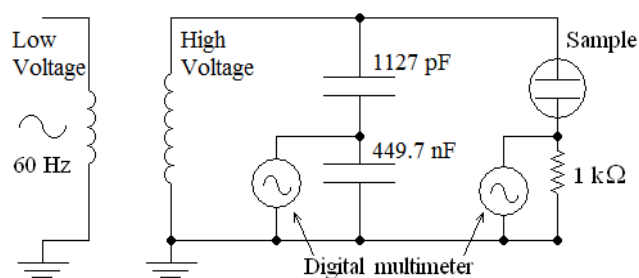 Low
Voltage
60 Hz
High
Voltage
1127 pF
449.7 nF
Sample
1 kΩ
Digital multimeter